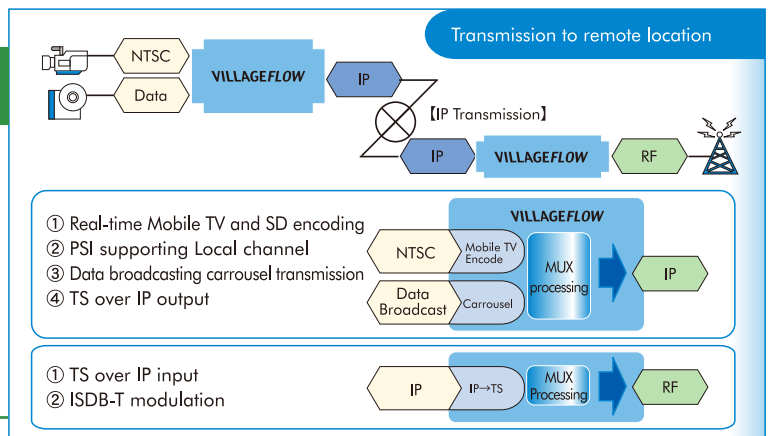 Transmission to remote location
NTSC
Data
VILLAGEFLOW
IP
【IP Transmission】
IP
VILLAGEFLOW
RF
① Real-time Mobile TV and SD encoding
② PSI supporting Local channel
③ Data broadcasting carrousel transmission
④ TS over IP output
VILLAGEFLOW
NTSC
Mobile TV
Encode
Data
Broadcast
Carrousel
MUX
processing
IP
① TS over IP input
② ISDB-T modulation
VILLAGEFLOW
IP
IP→TS
MUX
Processing
RF